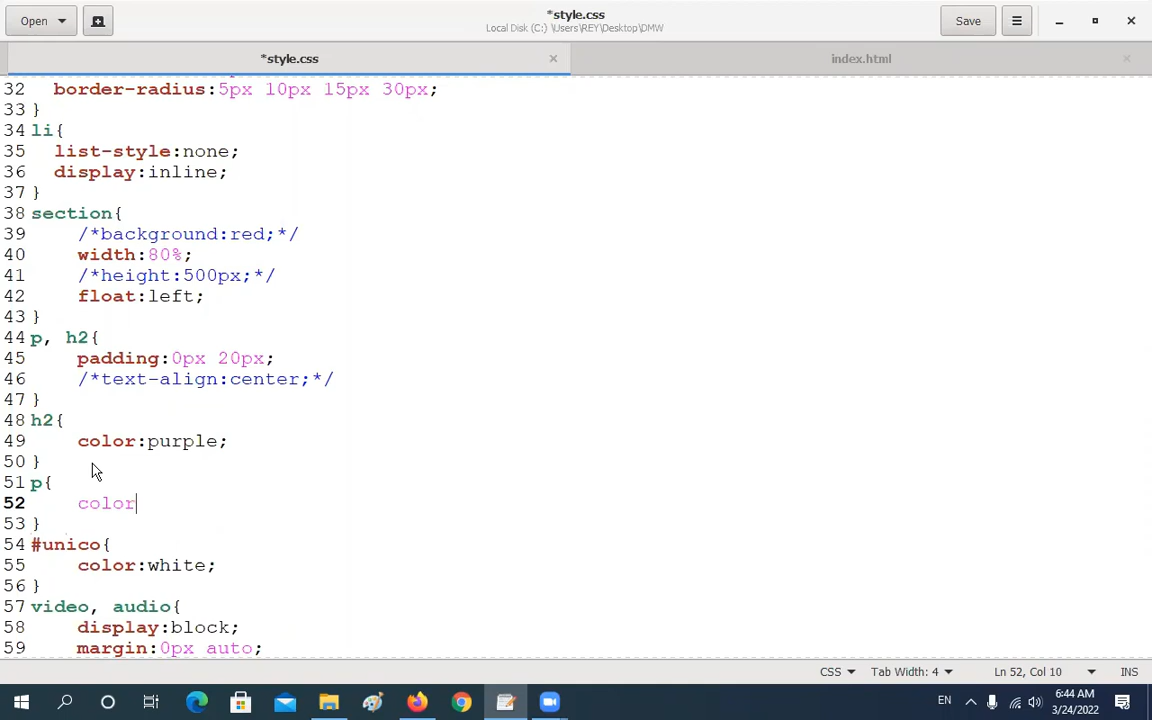 Open
*style.css
Local Disk (C:) \Users\REY\Desktop\DMW
Save
*style.css
index.html
32 border-radius:5px 10px 15px 30px;
33 }
34 li{
35 list-style:none;
36 display:inline;
37 }
38 section{
39 /*background:red;*/
40 width:80%;
41 /*height:500px;*/
42 float:left;
43 }
44 p, h2{
45 padding:0px 20px;
46 /*text-align:center;*/
47 }
48 h2{
49 color:purple;
50 }
51 p{
52 color
53 }
54 #unico{
55 color:white;
56 }
57 video, audio{
58 display:block;
59 margin:0px auto;
CSS Tab Width: 4 Ln 52, Col 10 INS
EN 6:44 AM
3/24/2022